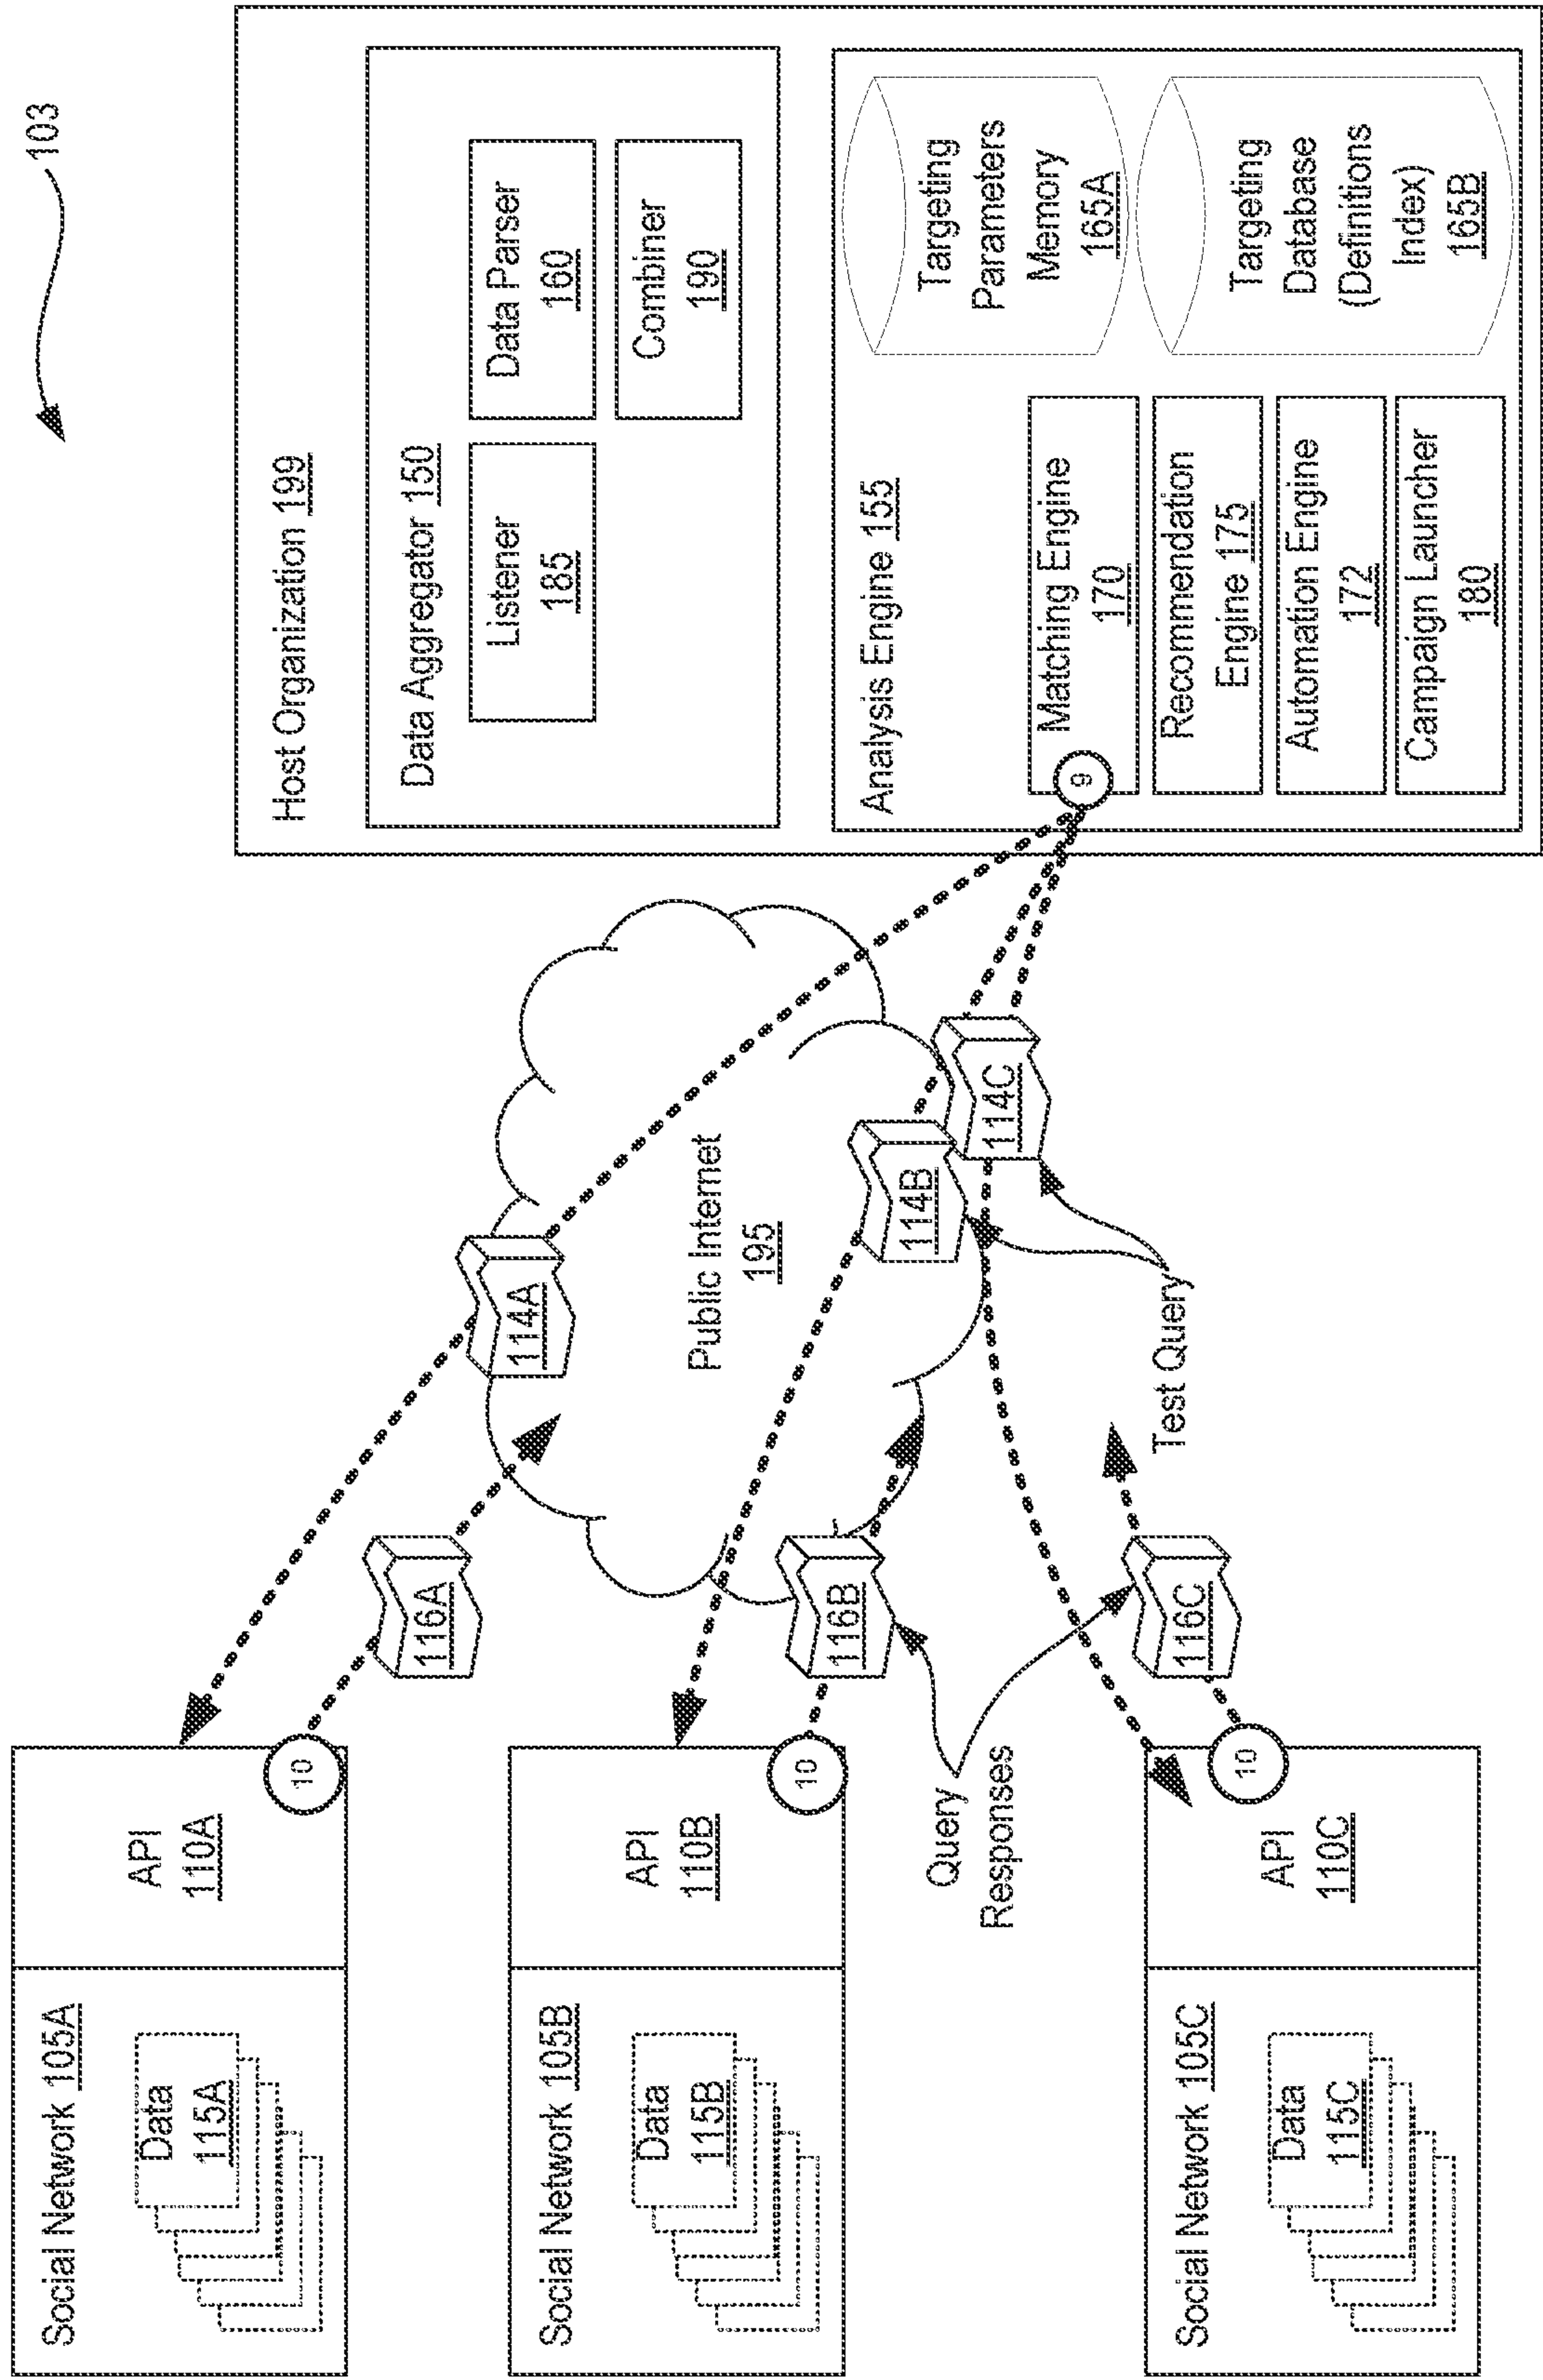 103
Social Network 105A
Data
115A
API
110A
10
116A
114A
Social Network 105B
Data
115B
API
110B
10
116B
114B
Public Internet
195
114C
Query
Responses
Test Query
Social Network 105C
Data
115C
API
110C
10
116C
Host Organization 199
Data Aggregator 150
Listener
185
Data Parser
160
Combiner
190
Analysis Engine 155
9
Matching Engine
170
Recommendation
Engine 175
Automation Engine
172
Campaign Launcher
180
Targeting
Parameters
Memory
165A
Targeting
Database
(Definitions
Index)
165B